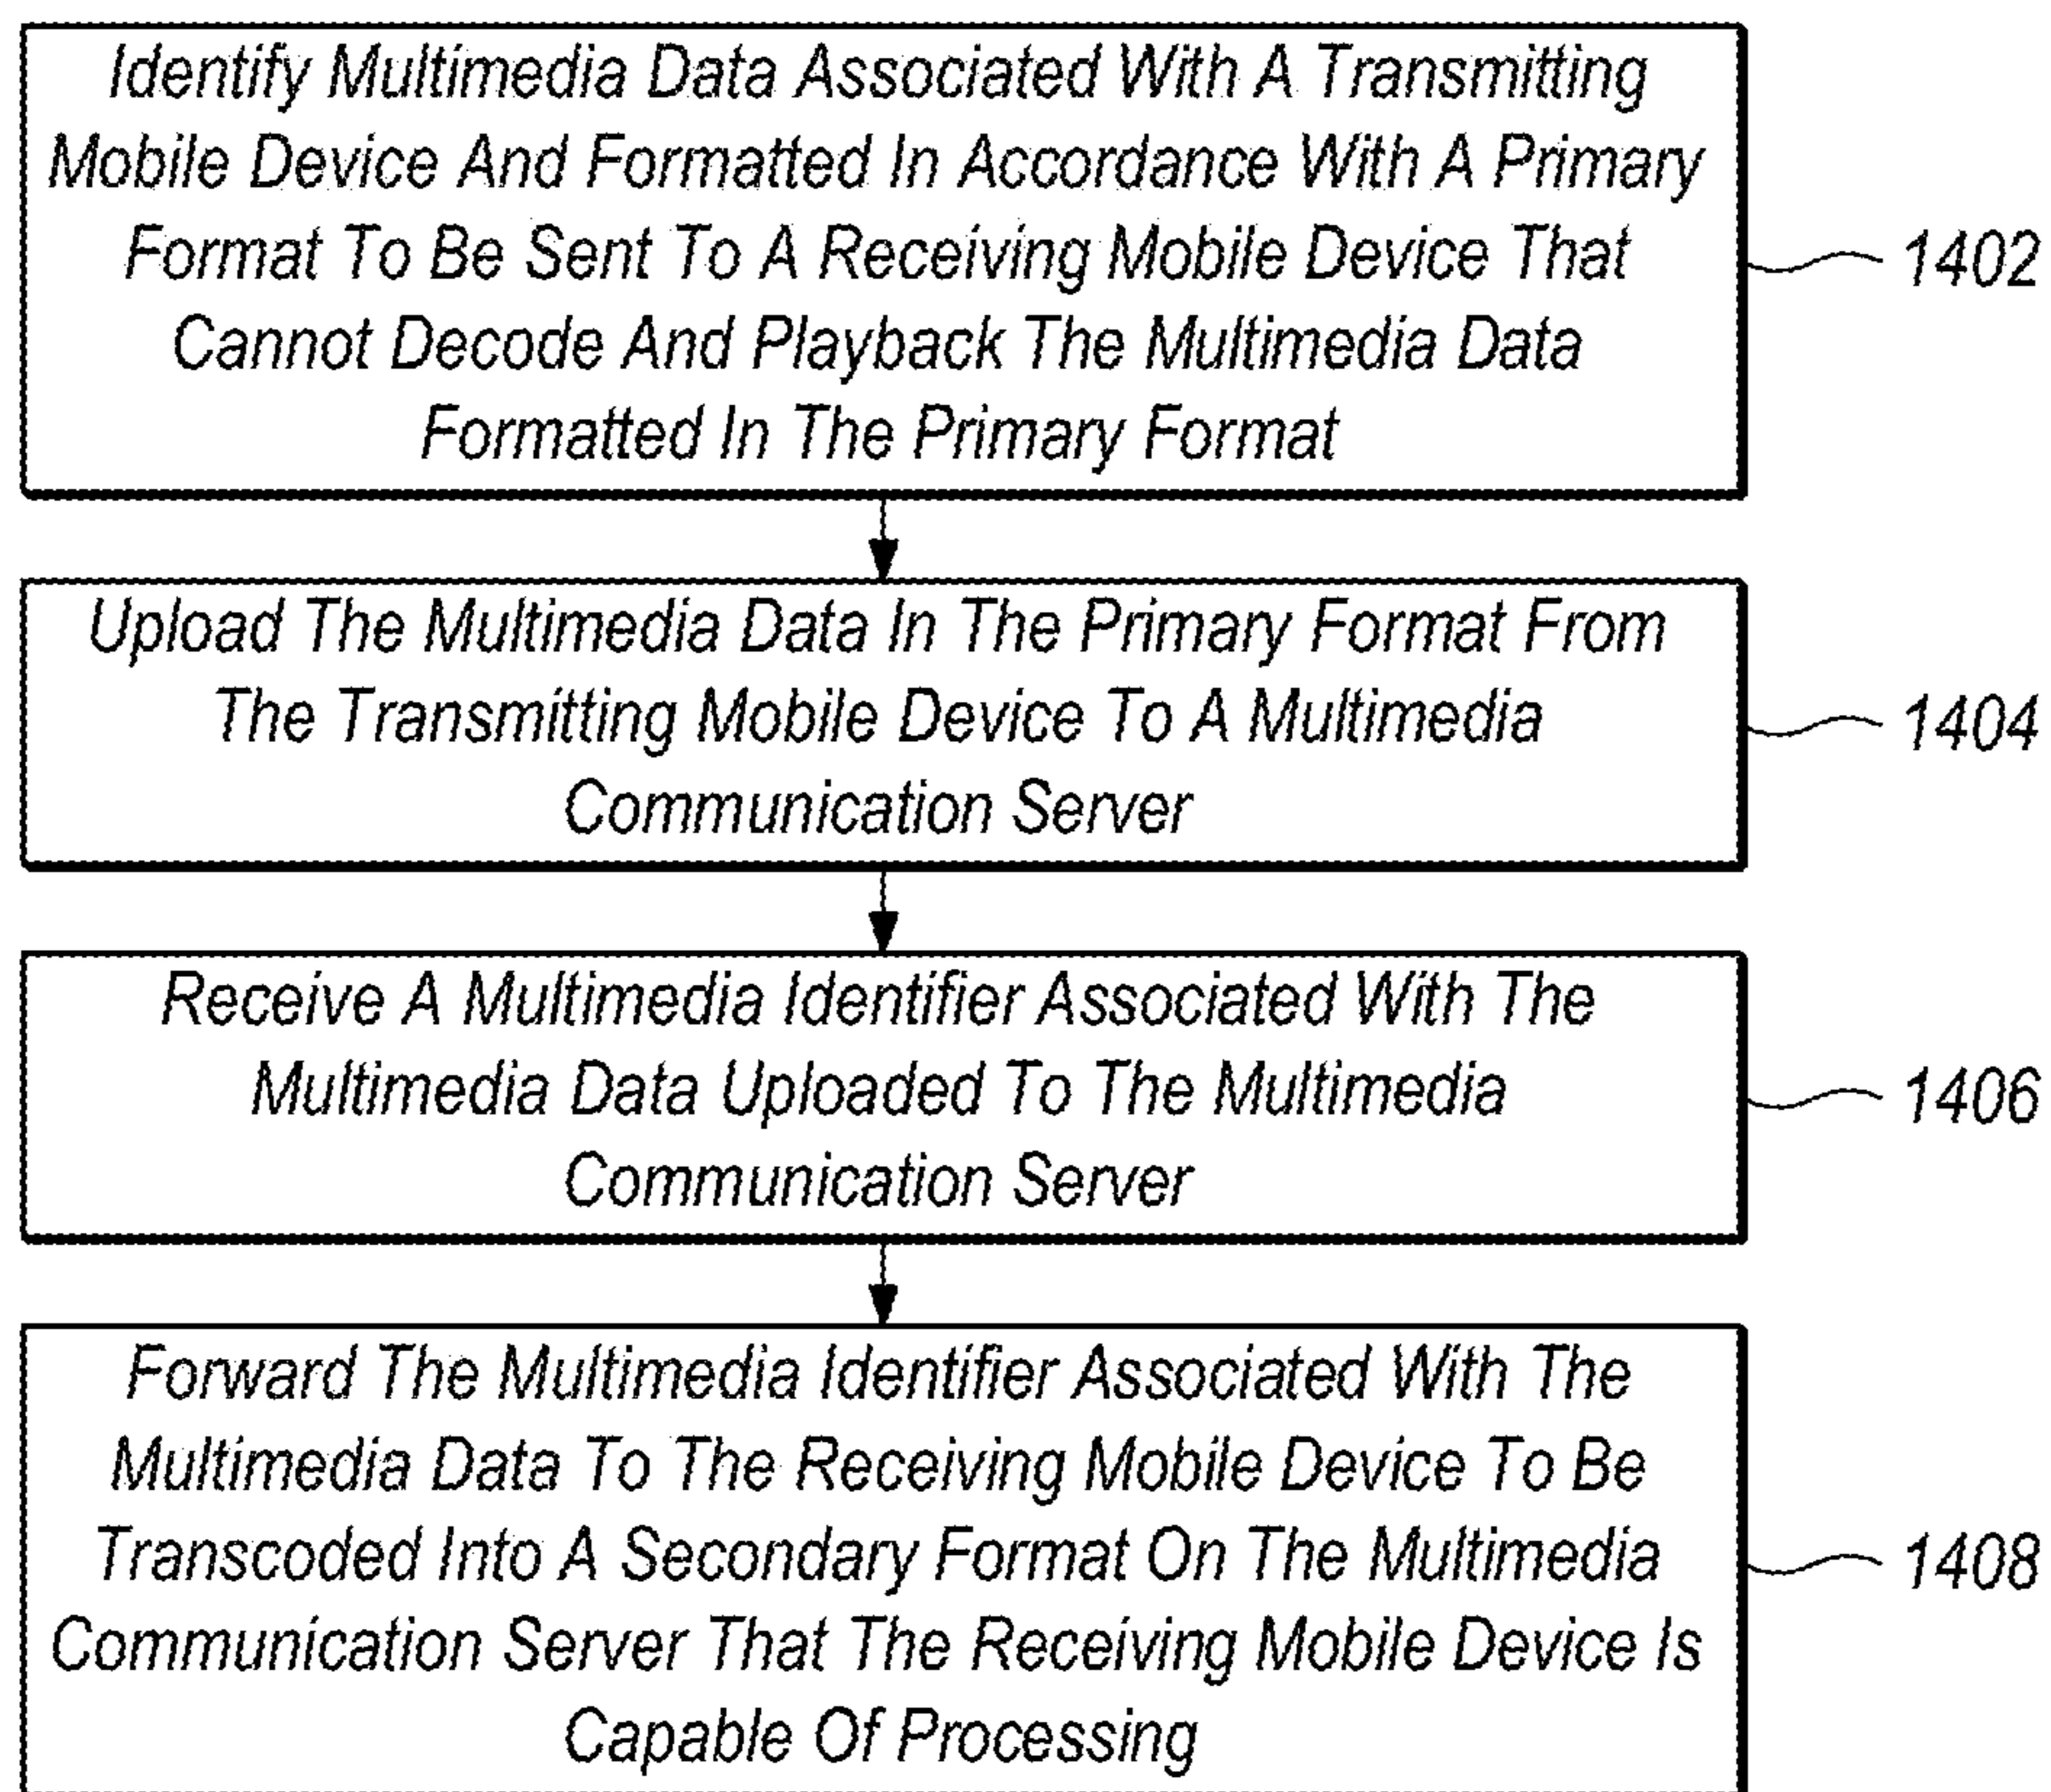 Identify Multimedia Data Associated With A Transmitting
Mobile Device And Formatted In Accordance With A Primary
Format To Be Sent To A Receiving Mobile Device That
Cannot Decode And Playback The Multimedia Data
Formatted In The Primary Format
1402
Upload The Multimedia Data In The Primary Format From
The Transmitting Mobile Device To A Multimedia
Communication Server
1404
Receive A Multimedia Identifier Associated With The
Multimedia Data Uploaded To The Multimedia
Communication Server
1406
Forward The Multimedia Identifier Associated With The
Multimedia Data To The Receiving Mobile Device To Be
Transcoded Into A Secondary Format On The Multimedia
Communication Server That The Receiving Mobile Device Is
Capable Of Processing
1408